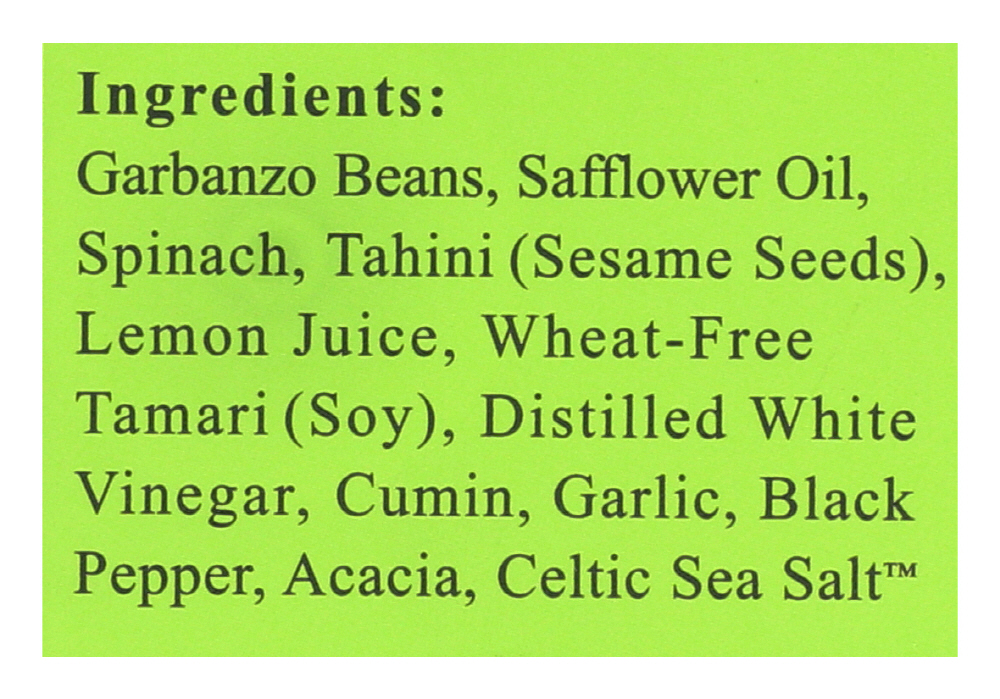 Ingredients:
Garbanzo Beans, Safflower Oil,
Spinach, Tahini (Sesame Seeds),
Lemon Juice, Wheat-Free
Tamari (Soy), Distilled White
Vinegar, Cumin, Garlic, Black
Pepper, Acacia, Celtic Sea Salt™